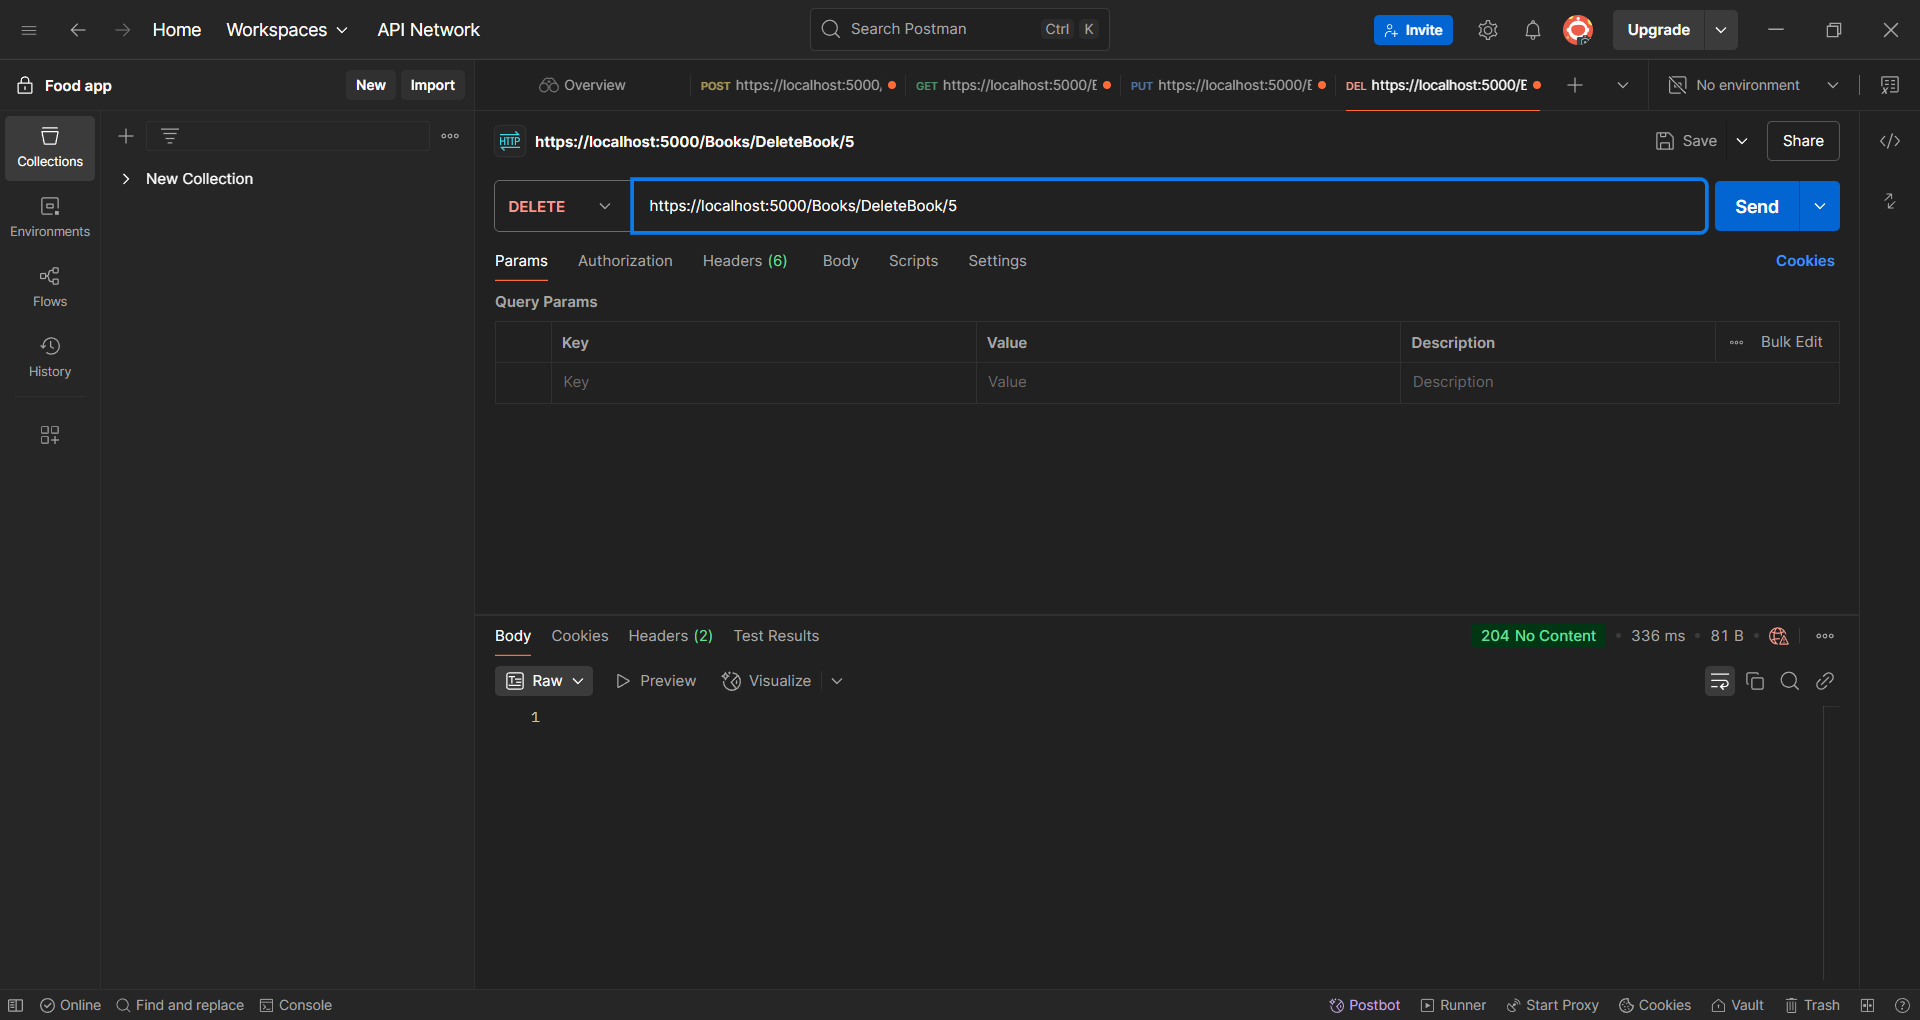 Home Workspaces API Network Search Postman Ctrl K Invite Upgrade
Food app New Import Overview POST https://localhost:5000, GET https://localhost:5000/E PUT https://localhost:5000/E DEL https://localhost:5000/E No environment
HTTP https://localhost:5000/Books/DeleteBook/5 Save Share
Collections
New Collection
DELETE https://localhost:5000/Books/DeleteBook/5 Send
Environments
Params Authorization Headers (6) Body Scripts Settings Cookies
Flows
Query Params
Key Value Description Bulk Edit
History
Key Value Description
Body Cookies Headers (2) Test Results 204 No Content • 336 ms • 81 B •
Raw Preview Visualize
1
Online Find and replace Console Postbot Runner Start Proxy Cookies Vault Trash